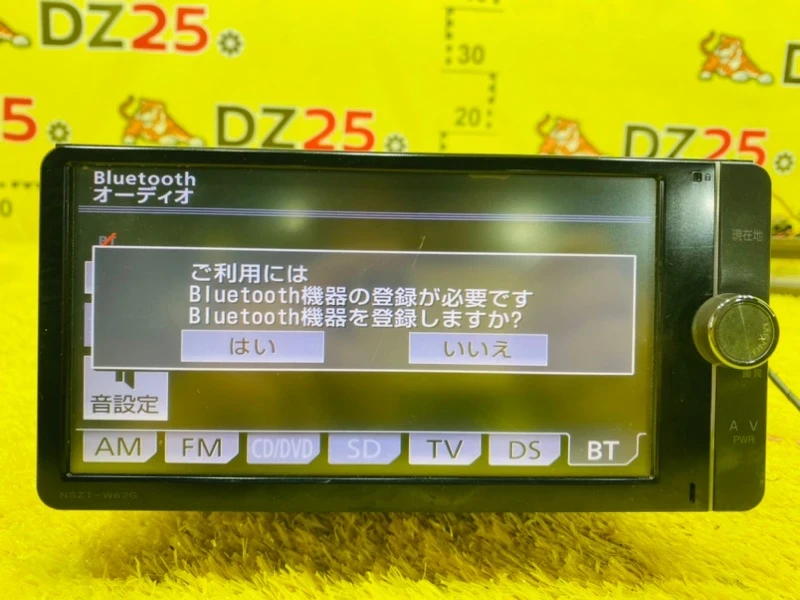 DZ25
30
20
DZ25
DZ25
Bluetooth
オーディオ
現在地
ご利用には
Bluetooth機器の登録が必要です
Bluetooth機器を登録しますか?
はい
いいえ
音設定
AM
FM
CD/DVD
SD
TV
DS
BT
AV
PWR
NSZT-W62G